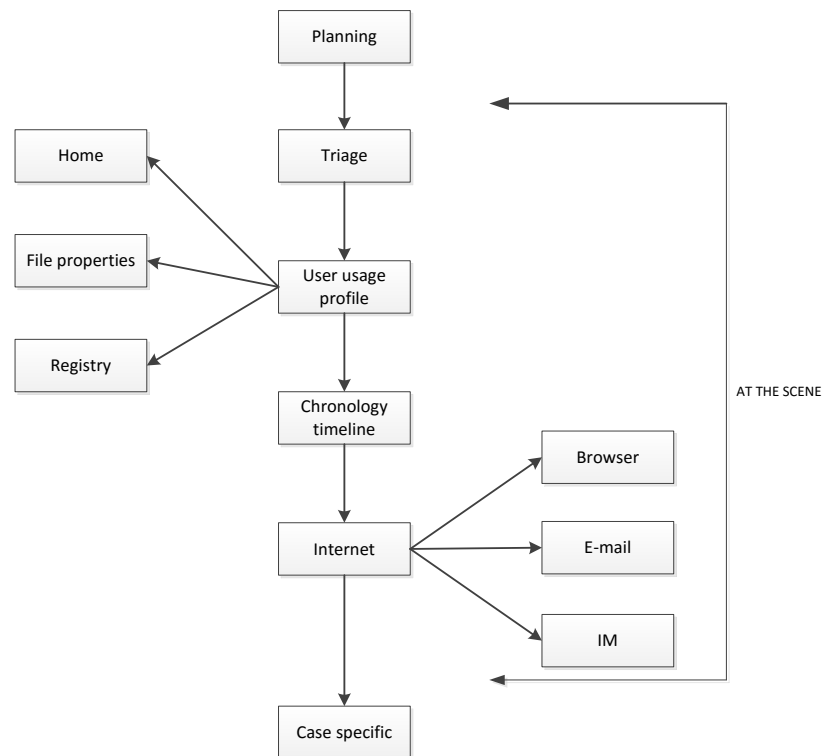 Planning
Home
Triage
File properties
User usage
profile
Registry
AT THE SCENE
Chronology
timeline
Browser
Internet
E-mail
IM
Case specific